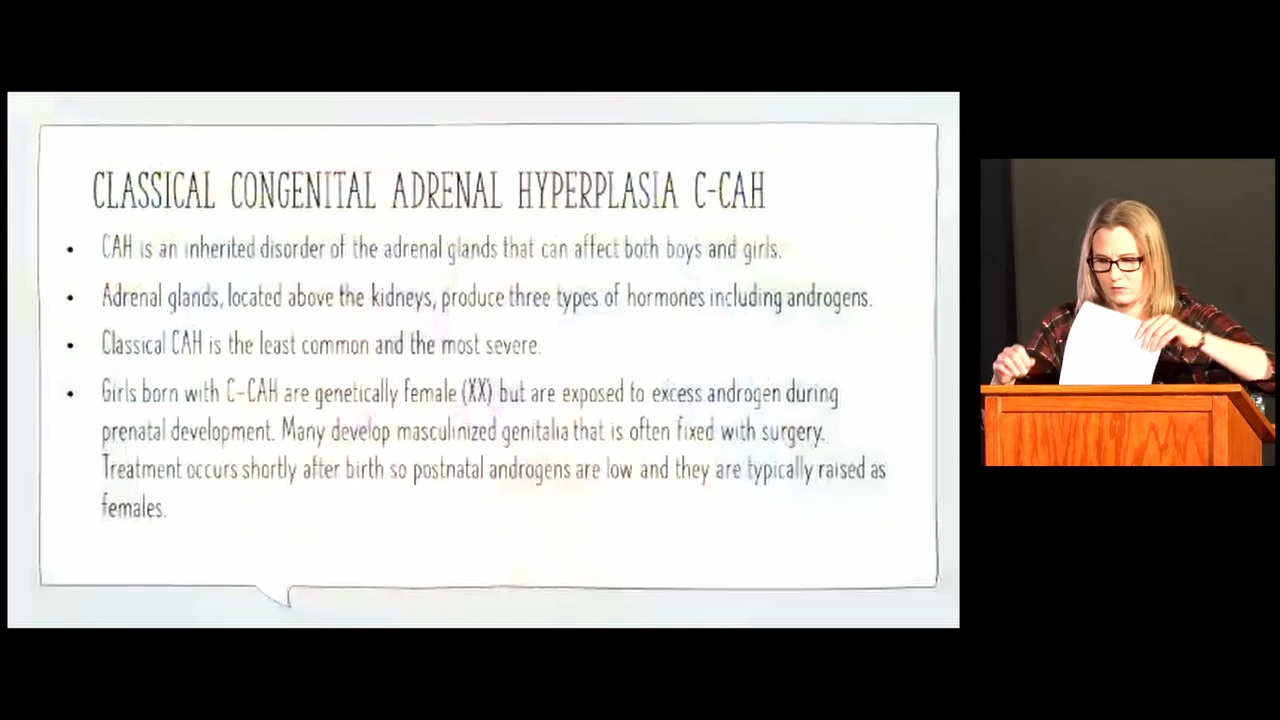 CLASSICAL CONGENITAL ADRENAL HYPERPLASIA C-CAH
• CAH is an inherited disorder of the adrenal glands that can affect both boys and girls.
• Adrenal glands, located above the kidneys, produce three types of hormones including androgens.
• Classical CAH is the least common and the most severe.
• Girls born with C-CAH are genetically female (XX) but are exposed to excess androgen during
prenatal development. Many develop masculinized genitalia that is often fixed with surgery.
Treatment occurs shortly after birth so postnatal androgens are low and they are typically raised as
females.